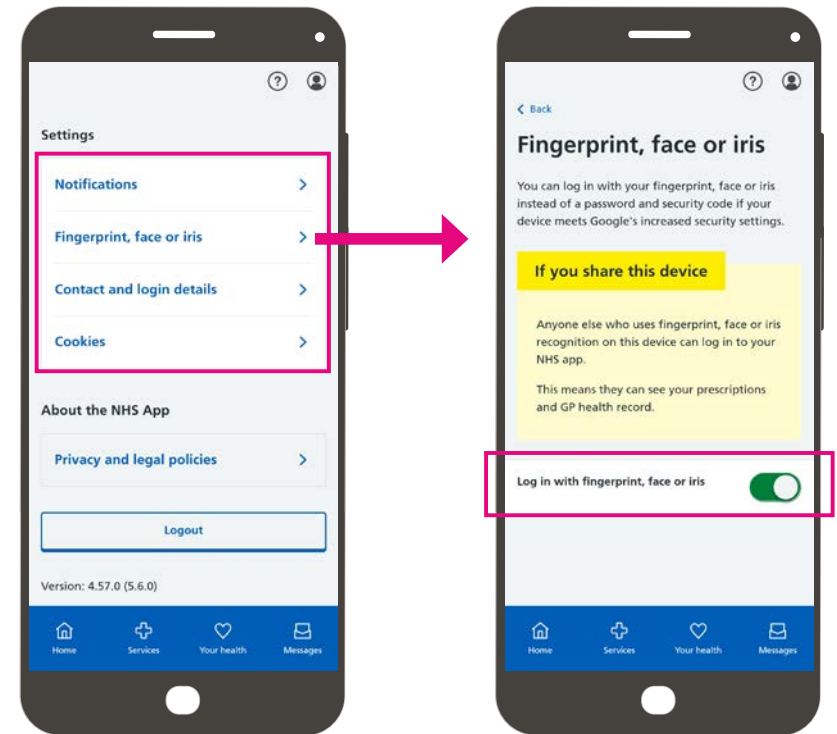 Settings
Notifications
Fingerprint, face or iris
Contact and login details
Cookies
About the NHS App
Privacy and legal policies
Logout
Version: 4.57.0 (5.6.0)
Home
Services
Your health
Messages
?
Back
Fingerprint, face or iris
You can log in with your fingerprint, face or iris
instead of a password and security code if your
device meets Google's increased security settings.
If you share this device
Anyone else who uses fingerprint, face or iris
recognition on this device can log in to your
NHS app.
This means they can see your prescriptions
and GP health record.
Log in with fingerprint, face or iris
Home
Services
Your health
Messages